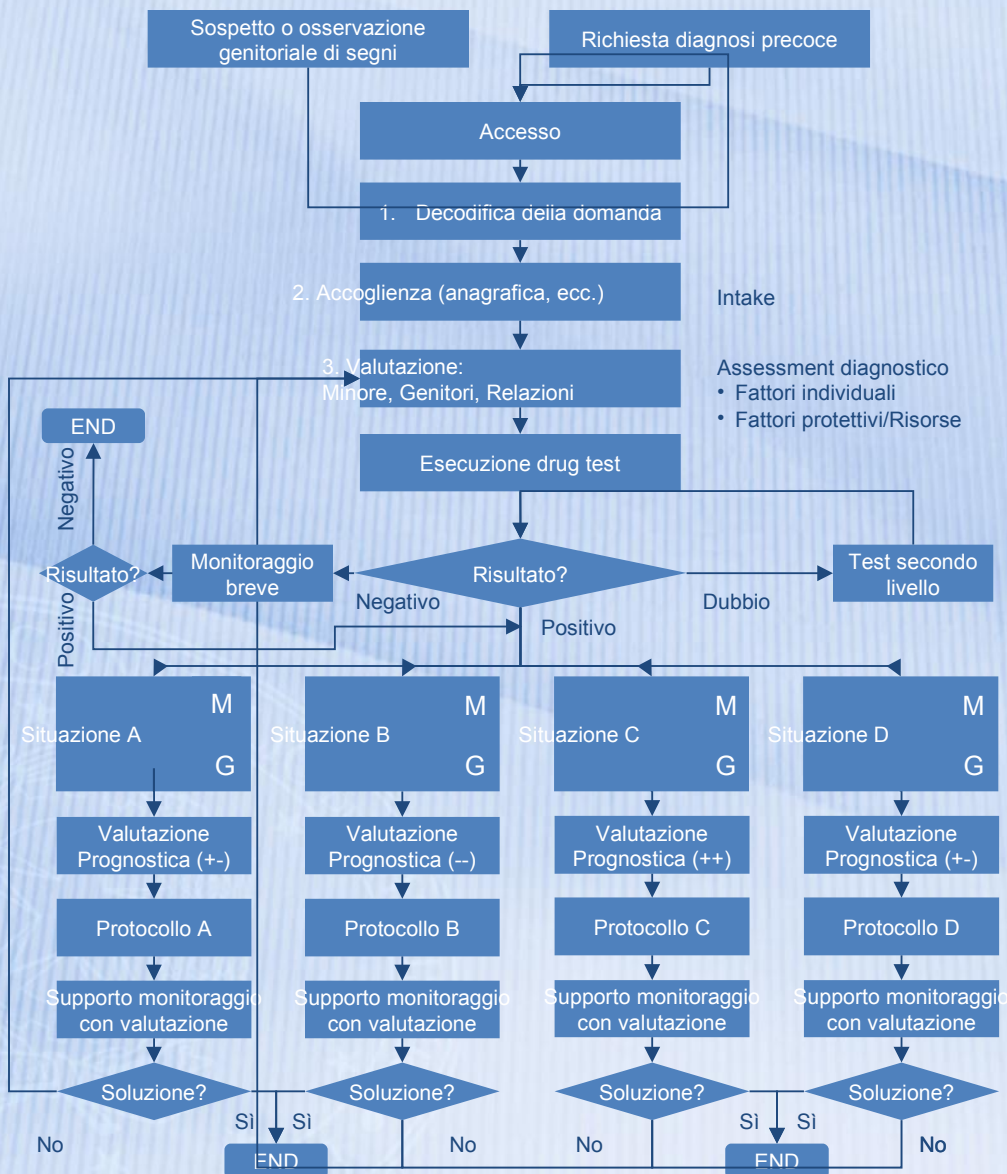 Sospetto o osservazione
genitoriale di segni
Richiesta diagnosi precoce
Accesso
1. Decodifica della domanda
2. Accoglienza (anagrafica, ecc.)
Intake
3. Valutazione:
Minore, Genitori, Relazioni
Assessment diagnostico
• Fattori individuali
• Fattori protettivi/Risorse
END
Esecuzione drug test
Negativo
Risultato?
Monitoraggio
breve
Risultato?
Test secondo
livello
Negativo
Dubbio
Positivo
Positivo
M
Situazione A
G
M
Situazione B
G
M
Situazione C
G
M
Situazione D
G
Valutazione
Prognostica (+-)
Valutazione
Prognostica (--)
Valutazione
Prognostica (++)
Valutazione
Prognostica (+-)
Protocollo A
Protocollo B
Protocollo C
Protocollo D
Supporto monitoraggio
con valutazione
Supporto monitoraggio
con valutazione
Supporto monitoraggio
con valutazione
Supporto monitoraggio
con valutazione
Soluzione?
Soluzione?
Soluzione?
Soluzione?
No
Sì
Sì
No
No
Sì
Sì
No
END
END